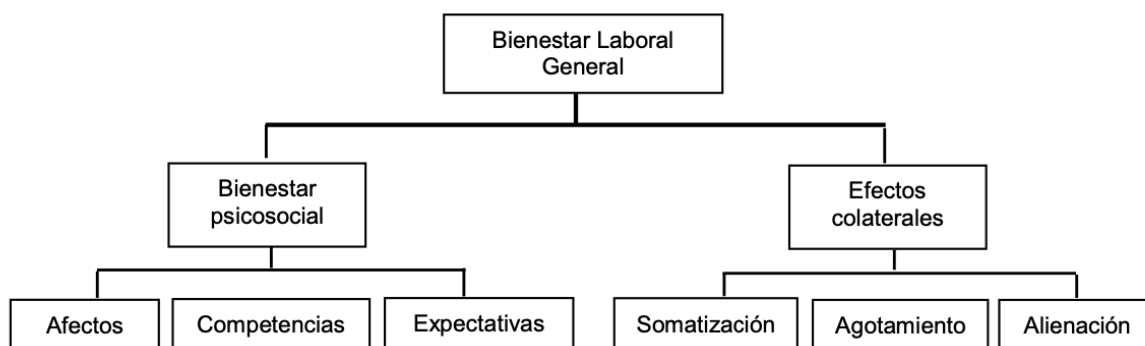 Bienestar Laboral
General
Bienestar
psicosocial
Efectos
colaterales
Afectos
Competencias
Expectativas
Somatización
Agotamiento
Alienación